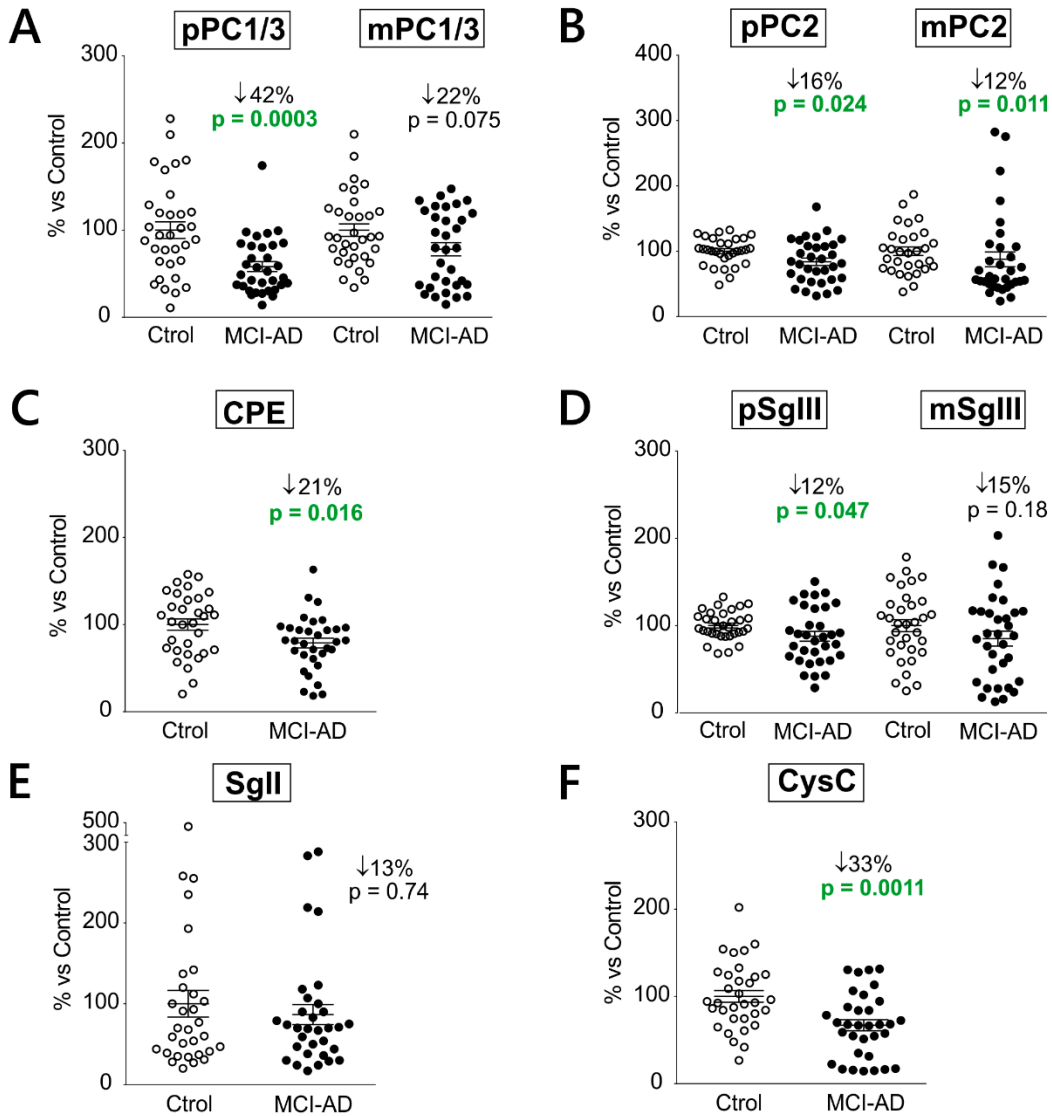 A
pPC1/3 mPC1/3
300
↓42% ↓22%
p = 0.0003 p = 0.075
200
100
0
% vs Control
Ctrol MCI-AD Ctrol MCI-AD
B
pPC2 mPC2
400
↓16% ↓12%
p = 0.024 p = 0.011
300
200
100
0
% vs Control
Ctrol MCI-AD Ctrol MCI-AD
C
CPE
300
↓21%
p = 0.016
200
100
0
% vs Control
Ctrol MCI-AD
D
pSgIII mSgIII
300
↓12% ↓15%
p = 0.047 p = 0.18
200
100
0
% vs Control
Ctrol MCI-AD Ctrol MCI-AD
E
SgII
500
300
↓13%
p = 0.74
200
100
0
% vs Control
Ctrol MCI-AD
F
CysC
300
↓33%
p = 0.0011
200
100
0
% vs Control
Ctrol MCI-AD